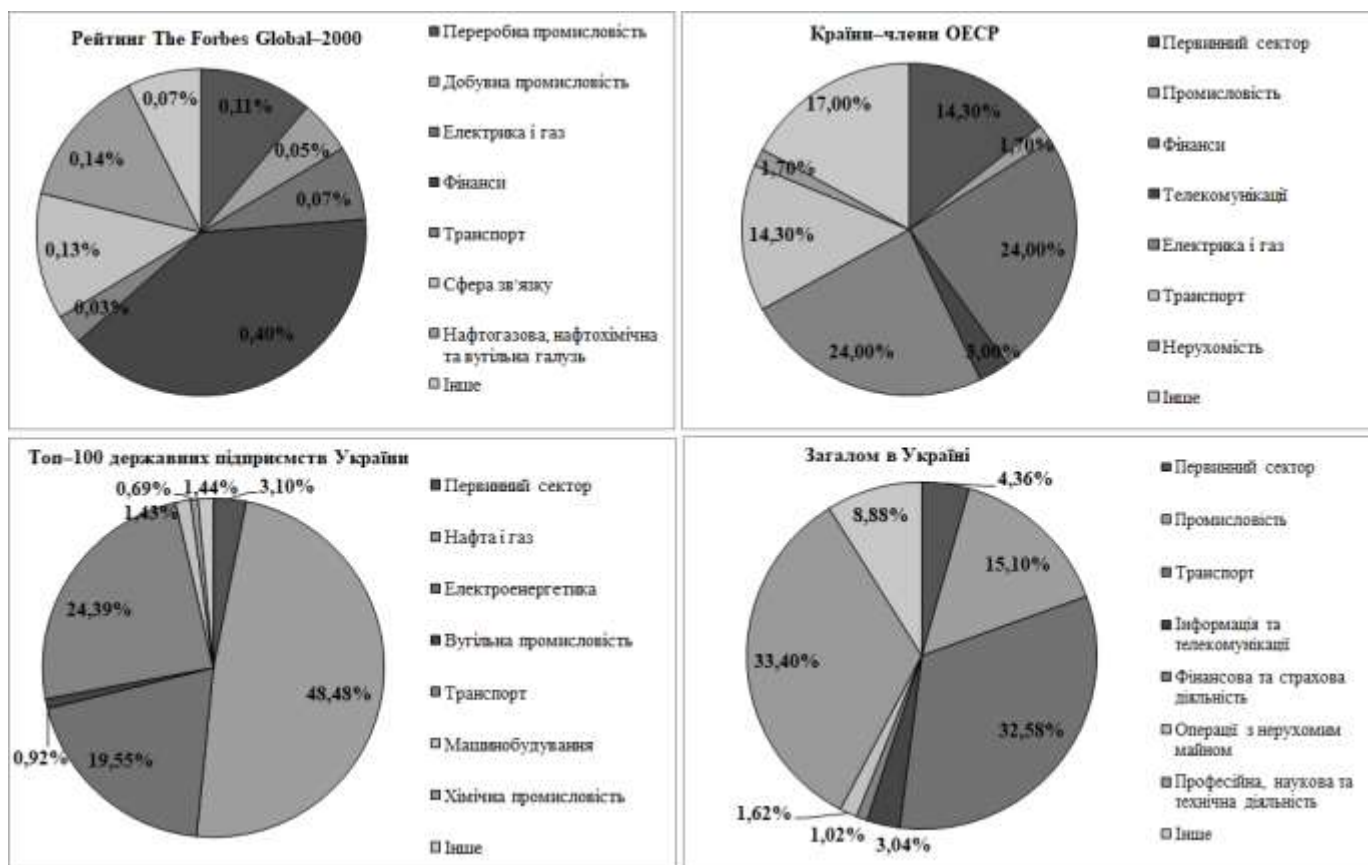 Рейтинг The Forbes Global–2000
0,11%
0,05%
0,07%
0,40%
0,03%
0,13%
0,14%
0,07%
Переробна промисловість
Добувна промисловість
Електрика і газ
Фінанси
Транспорт
Сфера зв'язку
Нафтогазова, нафтохімічна
та вугільна галузь
Інше
Країни–члени ОЕСР
14,30%
1,70%
24,00%
3,00%
24,00%
14,30%
1,70%
17,00%
Первинний сектор
Промисловість
Фінанси
Телекомунікації
Електрика і газ
Транспорт
Нерухомість
Інше
Топ–100 державних підприємств України
3,10%
48,48%
19,55%
0,92%
24,39%
1,43%
0,69%
1,44%
Первинний сектор
Нафта і газ
Електроенергетика
Вугільна промисловість
Транспорт
Машинобудування
Хімічна промисловість
Інше
Загалом в Україні
4,36%
15,10%
32,58%
3,04%
1,02%
1,62%
33,40%
8,88%
Первинний сектор
Промисловість
Транспорт
Інформація та
телекомунікації
Фінансова та страхова
діяльність
Операції з нерухомим
майном
Професійна, наукова та
технічна діяльність
Інше